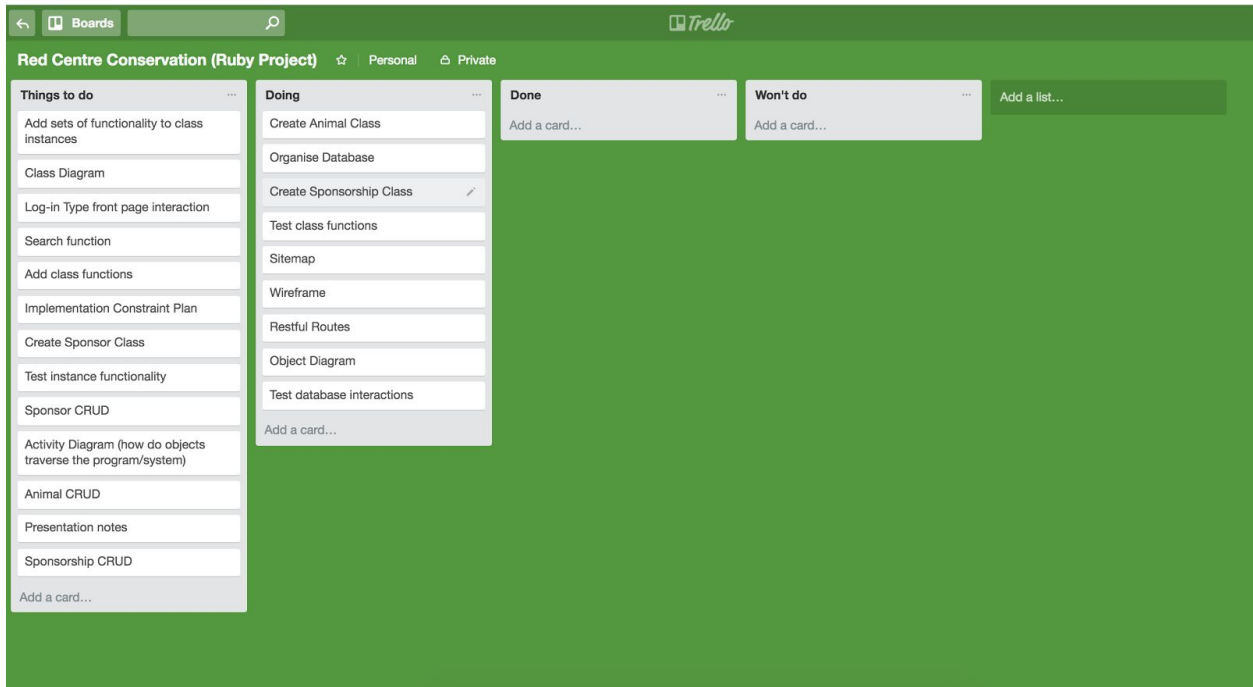 Boards
Trello
Red Centre Conservation (Ruby Project)
Personal
Private
Things to do
Add sets of functionality to class
instances
Class Diagram
Log-in Type front page interaction
Search function
Add class functions
Implementation Constraint Plan
Create Sponsor Class
Test instance functionality
Sponsor CRUD
Activity Diagram (how do objects
traverse the program/system)
Animal CRUD
Presentation notes
Sponsorship CRUD
Add a card...
Doing
Create Animal Class
Organise Database
Create Sponsorship Class
Test class functions
Sitemap
Wireframe
Restful Routes
Object Diagram
Test database interactions
Add a card...
Done
Add a card...
Won't do
Add a card...
Add a list...